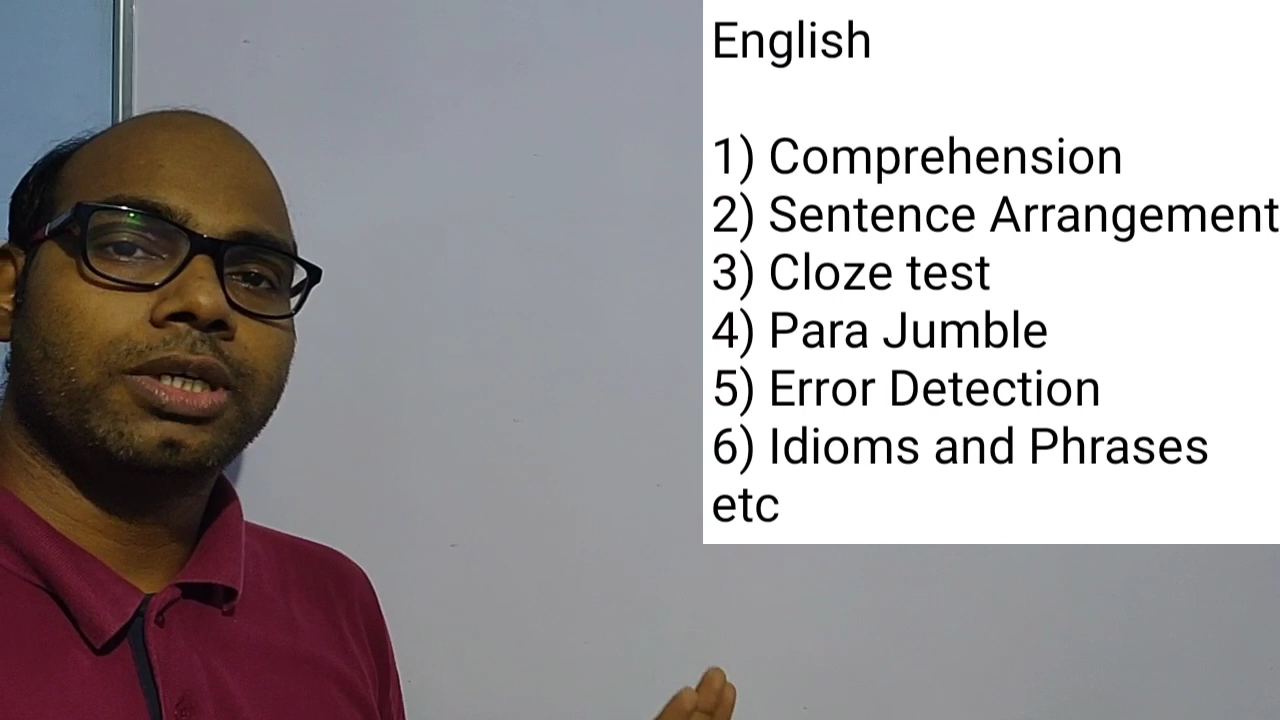 English
1) Comprehension
2) Sentence Arrangement
3) Cloze test
4) Para Jumble
5) Error Detection
6) Idioms and Phrases
etc